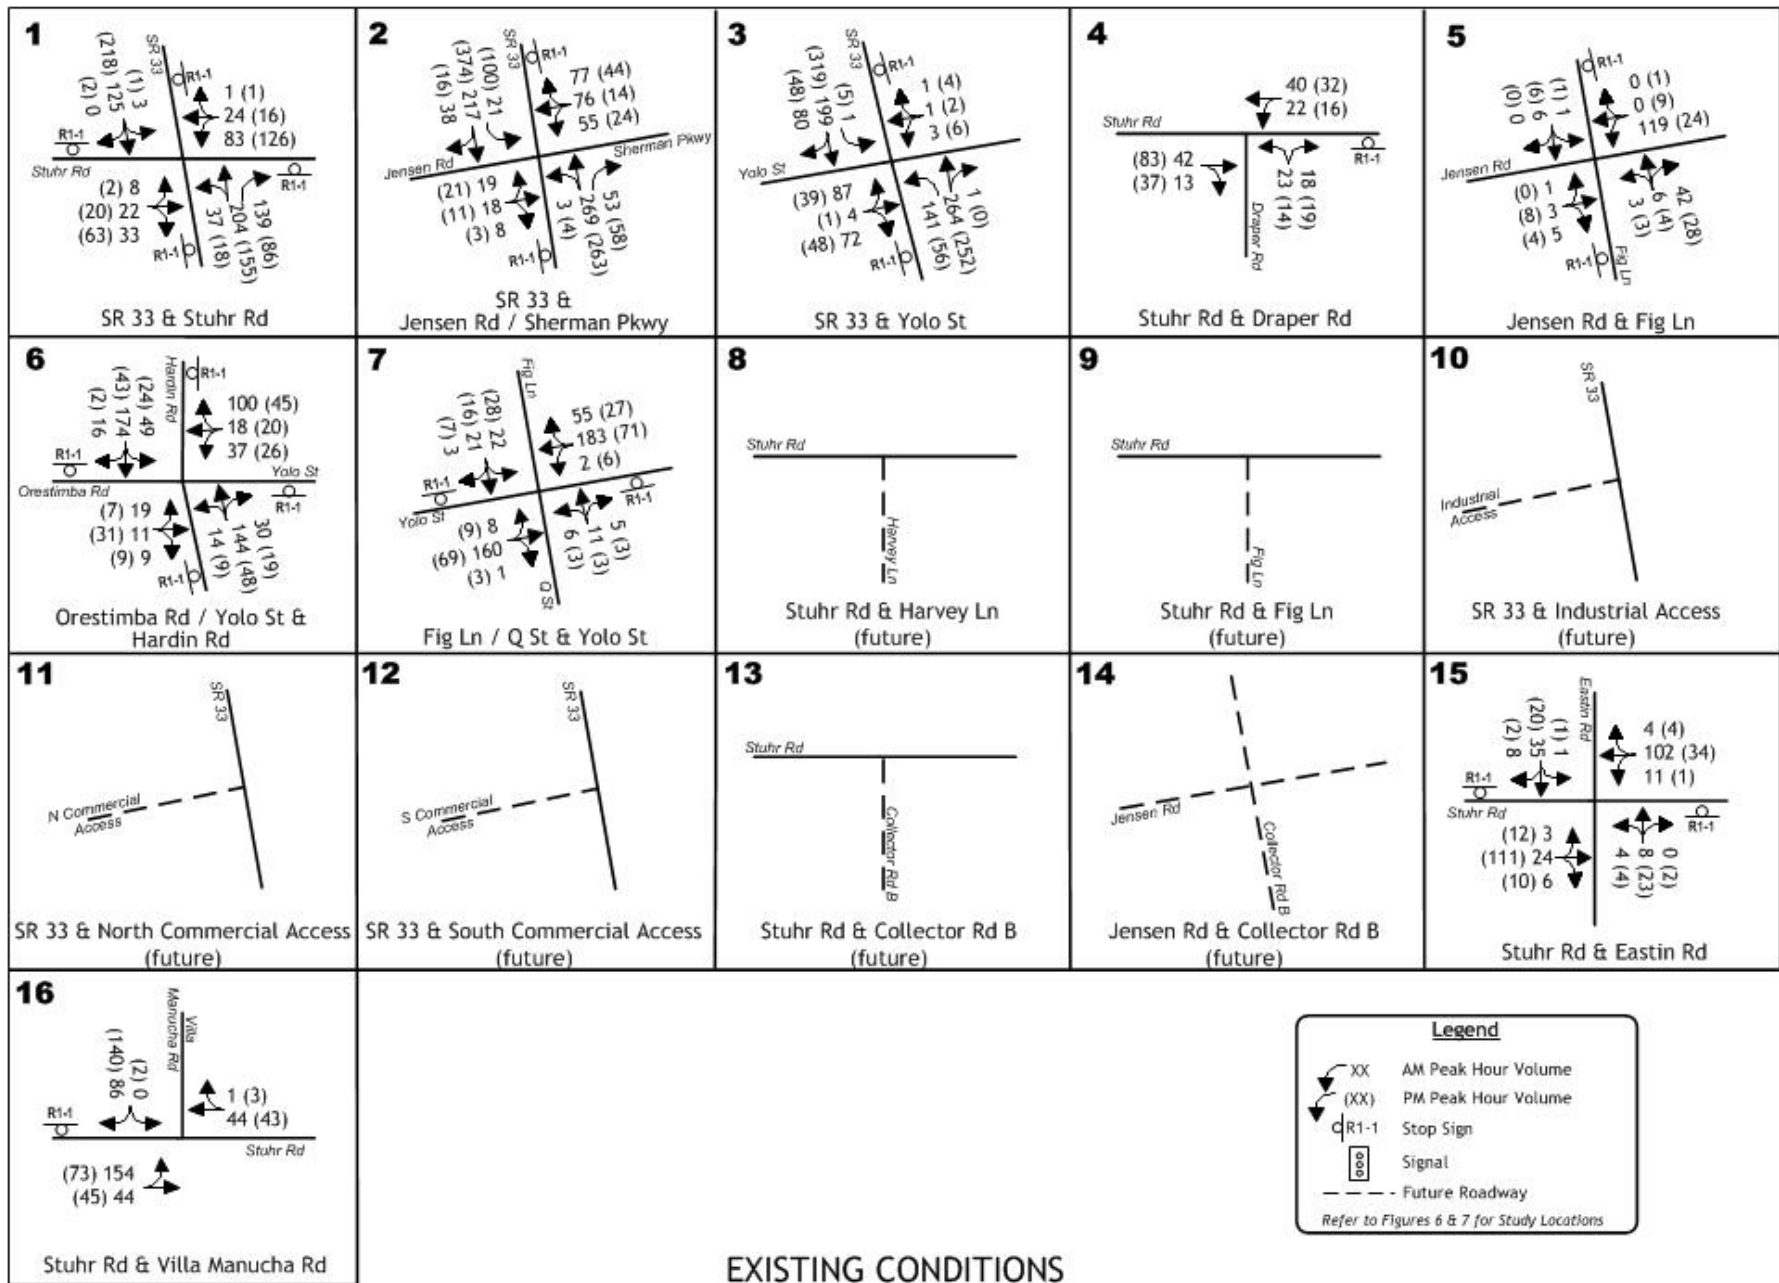 1
SR 33
(2) 0
(218) 125
(1) 3
R1-1
1 (1)
24 (16)
83 (126)
R1-1
Stuhr Rd
R1-1
(2) 8
(20) 22
(63) 33
37 (18)
204 (155)
139 (86)
R1-1
SR 33 & Stuhr Rd
2
SR 33
(16) 38
(374) 217
(100) 21
R1-1
77 (44)
76 (14)
55 (24)
Jensen Rd
Sherman Pkwy
(21) 19
(11) 18
(3) 8
3 (4)
269 (263)
53 (58)
R1-1
SR 33 &
Jensen Rd / Sherman Pkwy
3
SR 33
(48) 80
(319) 199
(5) 1
R1-1
1 (4)
1 (2)
3 (6)
Yolo St
(39) 87
(1) 4
(48) 72
141 (56)
264 (252)
1 (0)
R1-1
SR 33 & Yolo St
4
40 (32)
22 (16)
Stuhr Rd
R1-1
(83) 42
(37) 13
23 (14)
18 (19)
Draper Rd
Stuhr Rd & Draper Rd
5
(0) 0
(6) 6
(1) 1
R1-1
0 (1)
0 (9)
119 (24)
Jensen Rd
(0) 1
(8) 3
(4) 5
3 (3)
6 (4)
42 (28)
R1-1
Fig Ln
Jensen Rd & Fig Ln
6
Hardin Rd
(2) 16
(43) 174
(24) 49
R1-1
100 (45)
18 (20)
37 (26)
R1-1
Yolo St
Orestimba Rd
R1-1
(7) 19
(31) 11
(9) 9
14 (9)
144 (48)
30 (19)
R1-1
Orestimba Rd / Yolo St &
Hardin Rd
7
Fig Ln
(7) 3
(16) 21
(28) 22
55 (27)
183 (71)
2 (6)
R1-1
Yolo St
R1-1
(9) 8
(69) 160
(3) 1
6 (3)
11 (3)
5 (3)
Q St
Fig Ln / Q St & Yolo St
8
Stuhr Rd
Harvey Ln
Stuhr Rd & Harvey Ln
(future)
9
Stuhr Rd
Fig Ln
Stuhr Rd & Fig Ln
(future)
10
SR 33
Industrial
Access
SR 33 & Industrial Access
(future)
11
SR 33
N Commercial
Access
SR 33 & North Commercial Access
(future)
12
SR 33
S Commercial
Access
SR 33 & South Commercial Access
(future)
13
Stuhr Rd
Collector Rd B
Stuhr Rd & Collector Rd B
(future)
14
Jensen Rd
Collector Rd B
Jensen Rd & Collector Rd B
(future)
15
Eastin Rd
(2) 8
(20) 35
(1) 1
4 (4)
102 (34)
11 (1)
R1-1
Stuhr Rd
R1-1
(12) 3
(111) 24
(10) 6
4 (4)
8 (23)
0 (2)
Stuhr Rd & Eastin Rd
16
Villa
Manucha Rd
(140) 86
(2) 0
1 (3)
44 (43)
R1-1
Stuhr Rd
(73) 154
(45) 44
Stuhr Rd & Villa Manucha Rd
Legend
XX AM Peak Hour Volume
(XX) PM Peak Hour Volume
R1-1 Stop Sign
Signal
Future Roadway
Refer to Figures 6 & 7 for Study Locations
EXISTING CONDITIONS